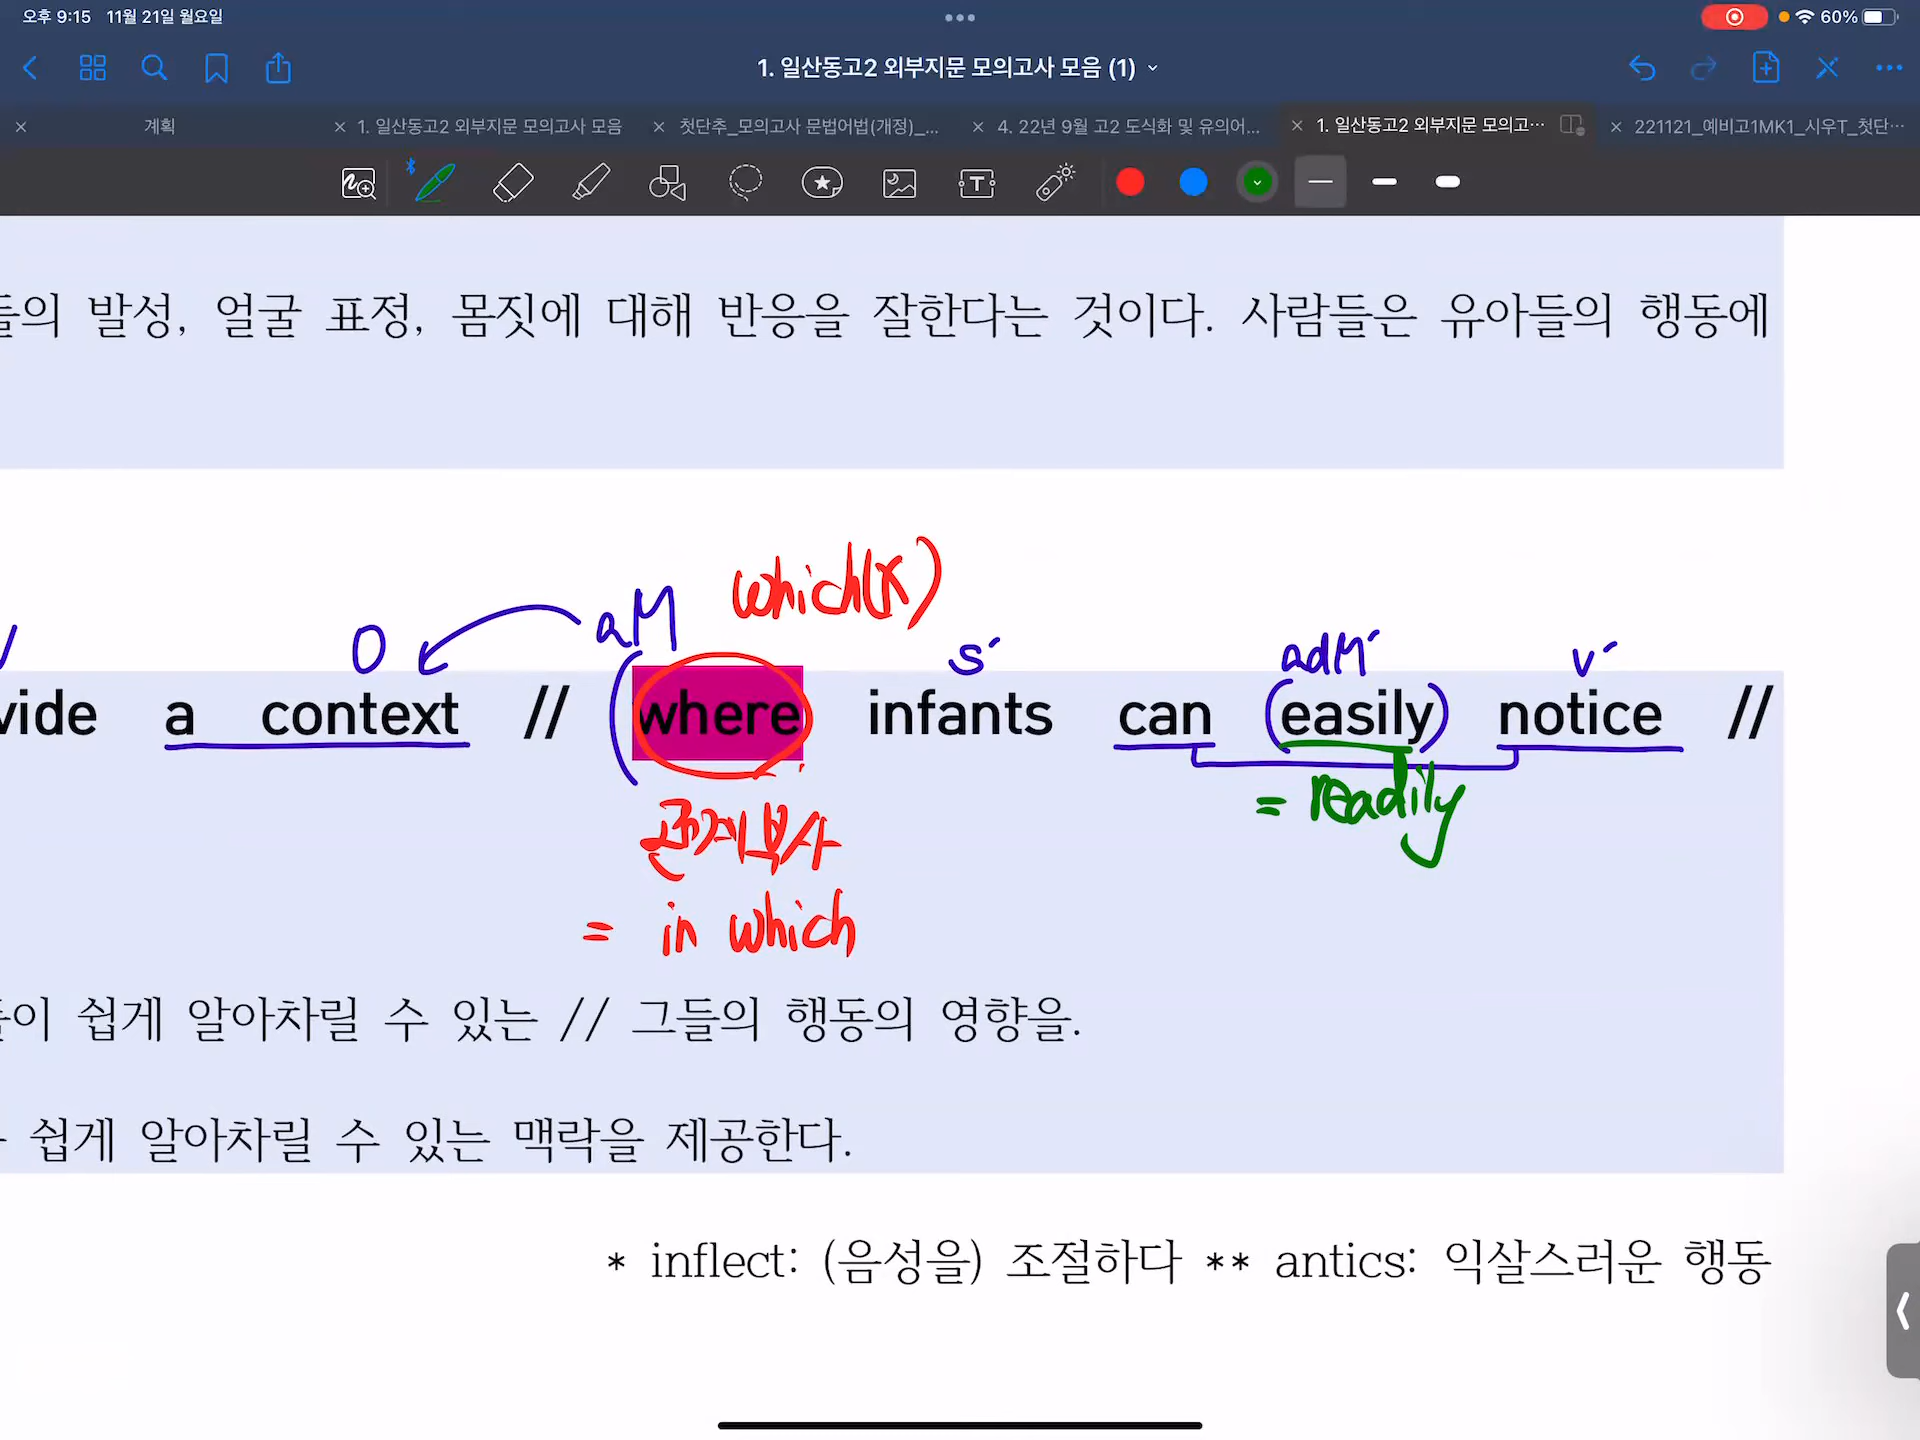 오후 9:15 11월 21일 월요일
60%
1. 일산동고2 외부지문 모의고사 모음 (1)
계획
1. 일산동고2 외부지문 모의고사 모음
첫단추_모의고사 문법어법(개정)_...
4. 22년 9월 고2 도식화 및 유의어...
1. 일산동고2 외부지문 모의고...
221121_예비고1MK1_시우T_첫단...
들의 발성, 얼굴 표정, 몸짓에 대해 반응을 잘한다는 것이다. 사람들은 유아들의 행동에
which(x)
O aM s' adM' v'
vide a context // (where infants can (easily) notice //
= readily
관계부사
= in which
들이 쉽게 알아차릴 수 있는 // 그들의 행동의 영향을.
쉽게 알아차릴 수 있는 맥락을 제공한다.
* inflect: (음성을) 조절하다 ** antics: 익살스러운 행동